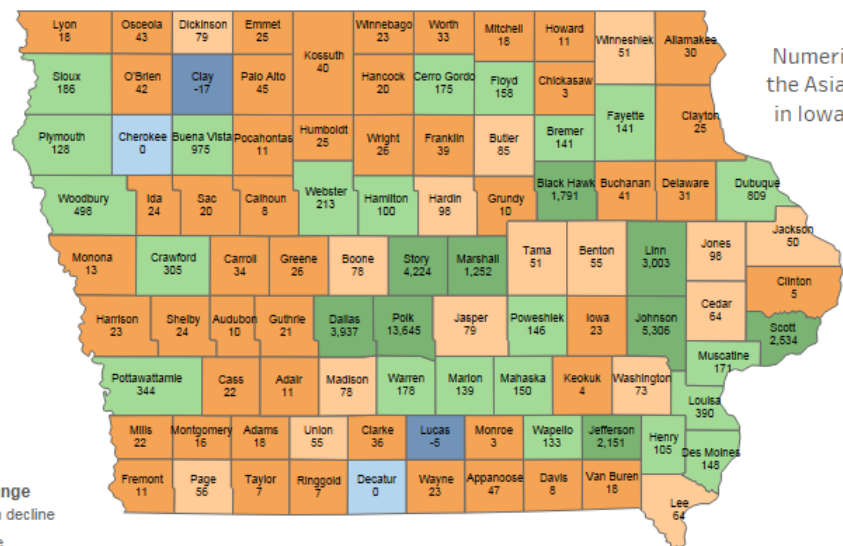 Lyon
18
Osceola
43
Dickinson
79
Emmet
25
Kossuth
40
Winnebago
23
Worth
33
Mitchell
18
Howard
11
Winneshiek
51
Allamakee
30
Numeri
the Asia
in Iowa
Sioux
186
O'Brien
42
Clay
-17
Palo Alto
45
Hancock
20
Cerro Gordo
175
Floyd
158
Chickasaw
3
Fayette
141
Clayton
25
Plymouth
128
Cherokee
0
Buena Vista
975
Pocahontas
11
Humboldt
25
Wright
26
Franklin
39
Butler
85
Bremer
141
Woodbury
498
Ida
24
Sac
20
Calhoun
8
Webster
213
Hamilton
100
Hardin
98
Grundy
10
Black Hawk
1,791
Buchanan
41
Delaware
31
Dubuque
809
Monona
13
Crawford
305
Carroll
34
Greene
26
Boone
78
Story
4,224
Marshall
1,252
Tama
51
Benton
55
Linn
3,003
Jones
98
Jackson
50
Clinton
5
Harrison
23
Shelby
24
Audubon
10
Guthrie
21
Dallas
3,937
Polk
13,645
Jasper
79
Poweshiek
146
Iowa
23
Johnson
5,306
Cedar
64
Scott
2,534
Muscatine
171
Pottawattamie
344
Cass
22
Adair
11
Madison
78
Warren
178
Marion
139
Mahaska
150
Keokuk
4
Washington
73
Louisa
390
Mills
22
Montgomery
16
Adams
18
Union
55
Clarke
36
Lucas
-5
Monroe
3
Wapello
133
Jefferson
2,151
Henry
105
Des Moines
148
Fremont
11
Page
56
Taylor
7
Ringgold
7
Decatur
0
Wayne
23
Appanoose
47
Davis
8
Van Buren
18
Lee
64
nge
decline